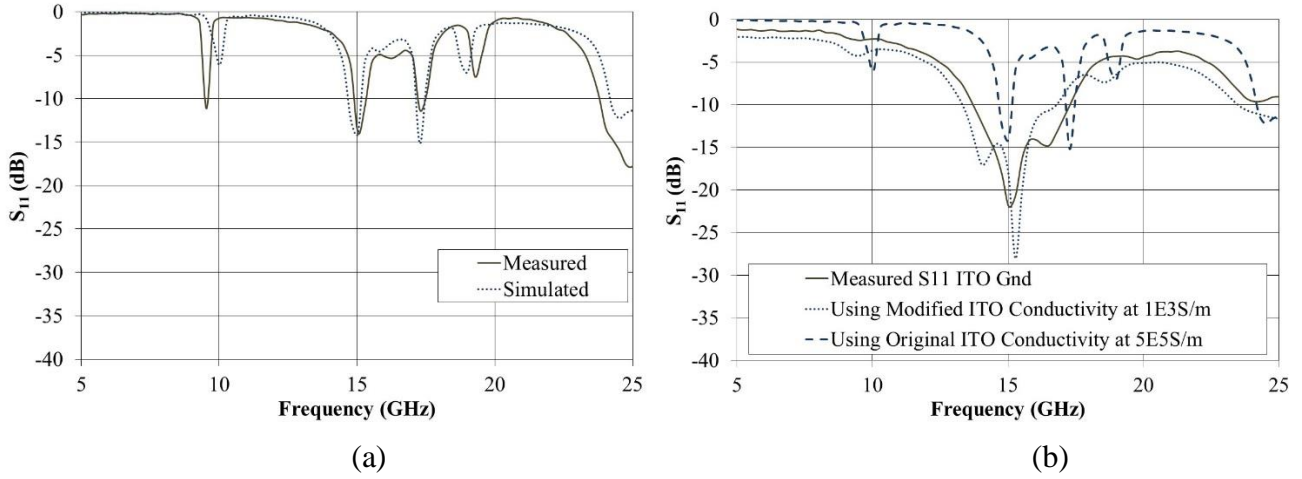 0
-5
-10
-15
-20
-25
-30
-35
-40
S11 (dB)
Measured
Simulated
5 10 15 20 25
Frequency (GHz)
(a)
0
-5
-10
-15
-20
-25
-30
-35
-40
S11 (dB)
Measured S11 ITO Gnd
Using Modified ITO Conductivity at 1E3S/m
Using Original ITO Conductivity at 5E5S/m
5 10 15 20 25
Frequency (GHz)
(b)